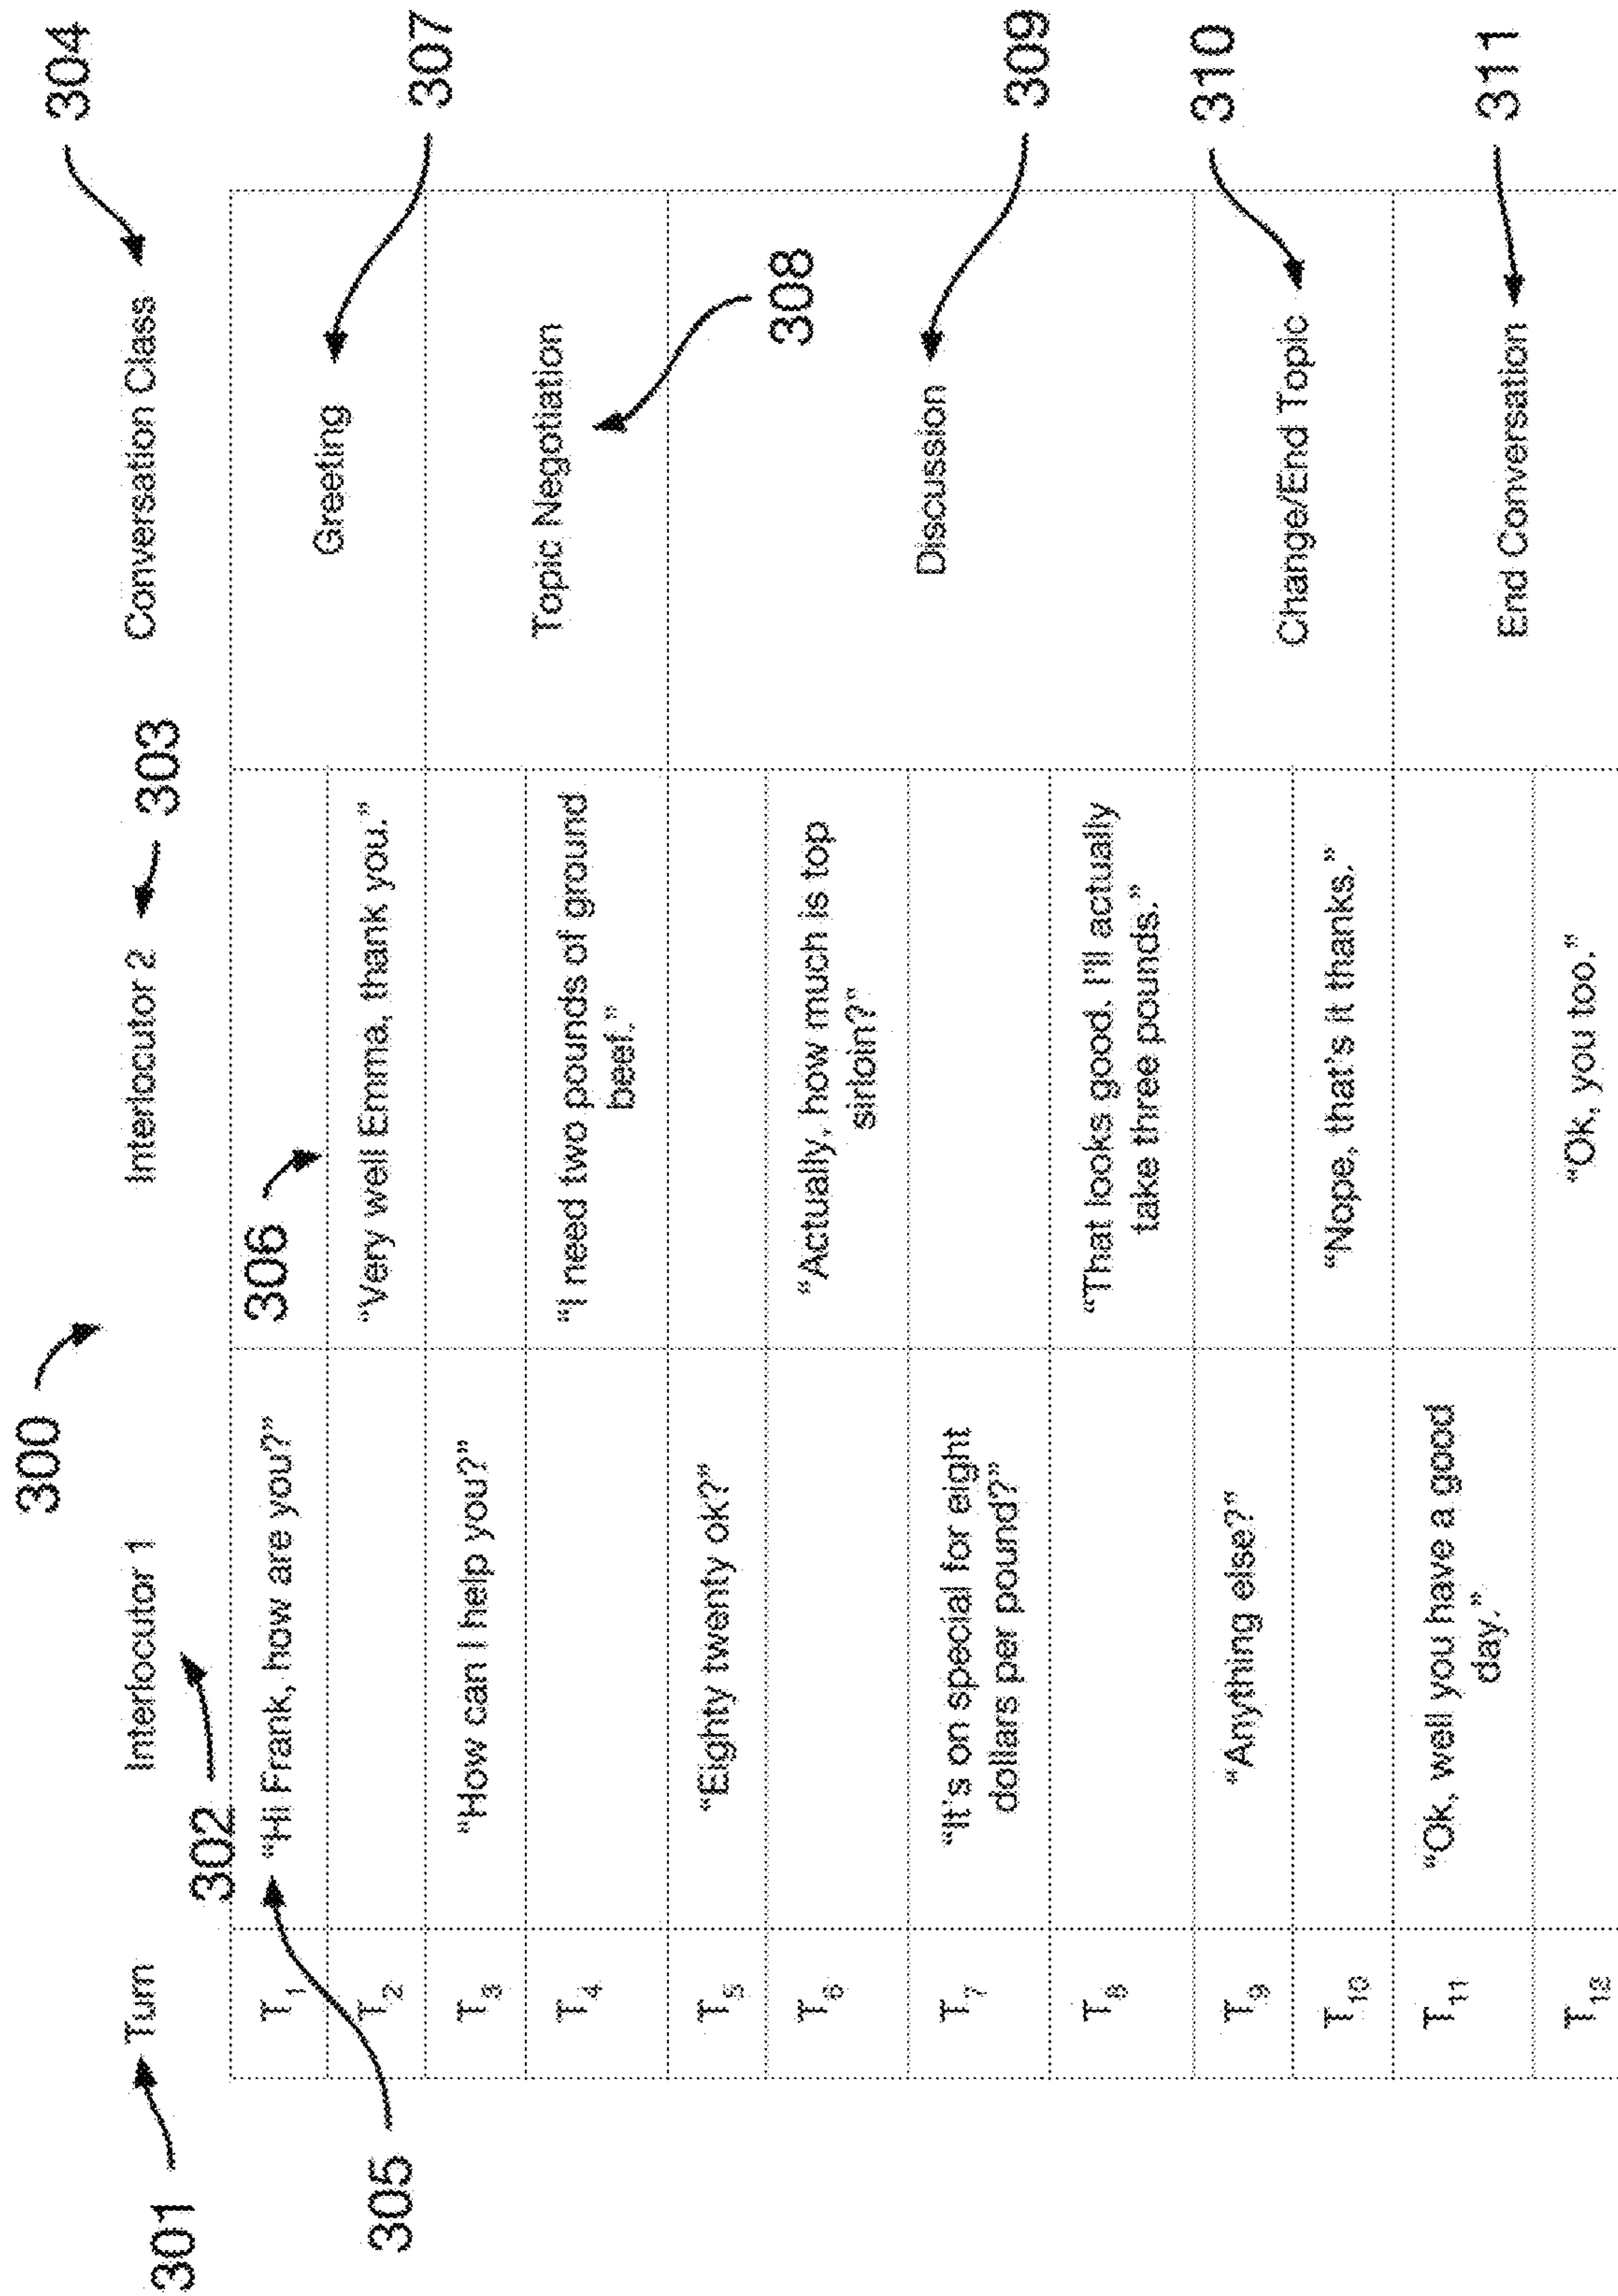 300
301 Turn
302 Interlocutor 1
Interlocutor 2 303
Conversation Class 304
305 T1 "Hi Frank, how are you?"
306
Greeting 307
T2 "Very well Emma, thank you."
T3 "How can I help you?"
Topic Negotiation 308
T4 "I need two pounds of ground
beef."
T5 "Eighty twenty ok?"
Discussion 309
T6 "Actually, how much is top
sirloin?"
T7 "It's on special for eight
dollars per pound?"
T8 "That looks good. I'll actually
take three pounds."
T9 "Anything else?"
Change/End Topic 310
T10 "Nope, that's it thanks."
T11 "Ok, well you have a good
day."
End Conversation 311
T12 "Ok, you too."